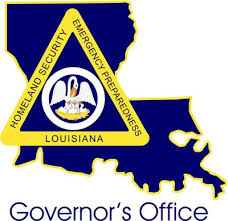 HOMELAND SECURITY
EMERGENCY PREPAREDNESS
LOUISIANA
Governor's Office